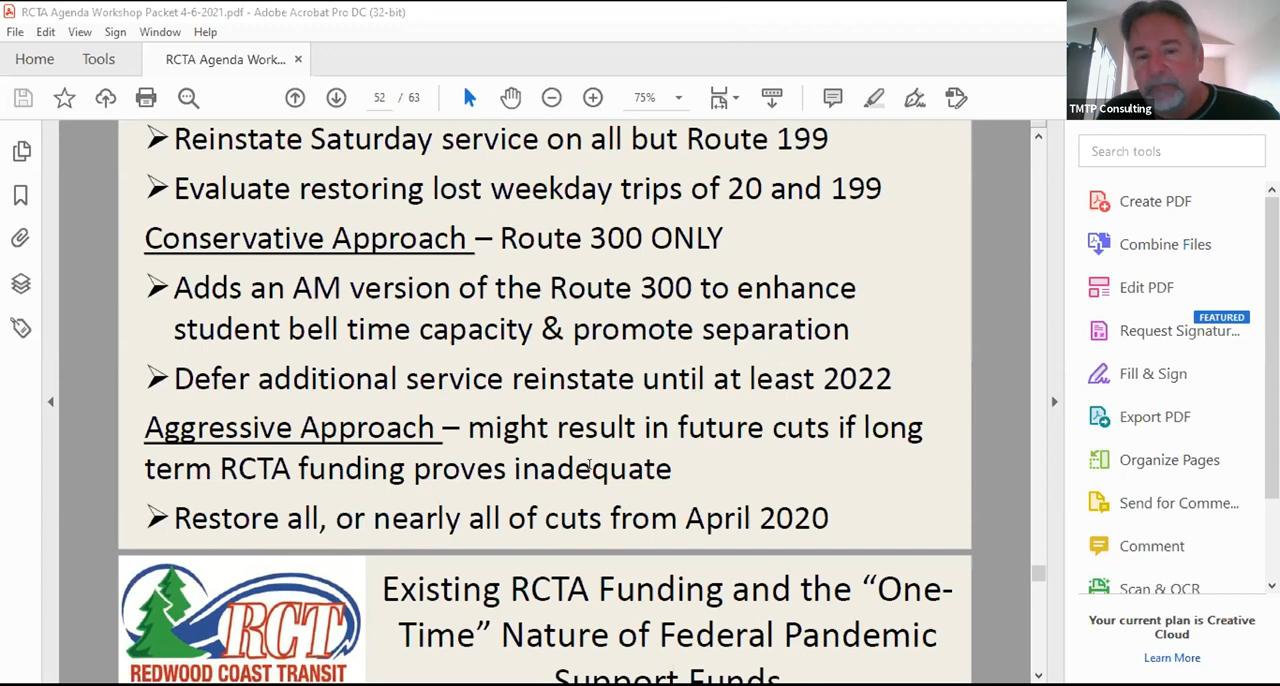 RCTA Agenda Workshop Packet 4-6-2021.pdf - Adobe Acrobat Pro DC (32-bit)
File Edit View Sign Window Help
Home Tools RCTA Agenda Work... ×
52 / 63 75%
TMTP Consulting
➢ Reinstate Saturday service on all but Route 199
➢ Evaluate restoring lost weekday trips of 20 and 199
Conservative Approach – Route 300 ONLY
➢ Adds an AM version of the Route 300 to enhance
student bell time capacity & promote separation
➢ Defer additional service reinstate until at least 2022
Aggressive Approach – might result in future cuts if long
term RCTA funding proves inadequate
➢ Restore all, or nearly all of cuts from April 2020
RCT
REDWOOD COAST TRANSIT
Existing RCTA Funding and the “One-
Time” Nature of Federal Pandemic
Support Funds
Search tools
Create PDF
Combine Files
Edit PDF
FEATURED
Request Signatur...
Fill & Sign
Export PDF
Organize Pages
Send for Comme...
Comment
Scan & OCR
Your current plan is Creative
Cloud
Learn More